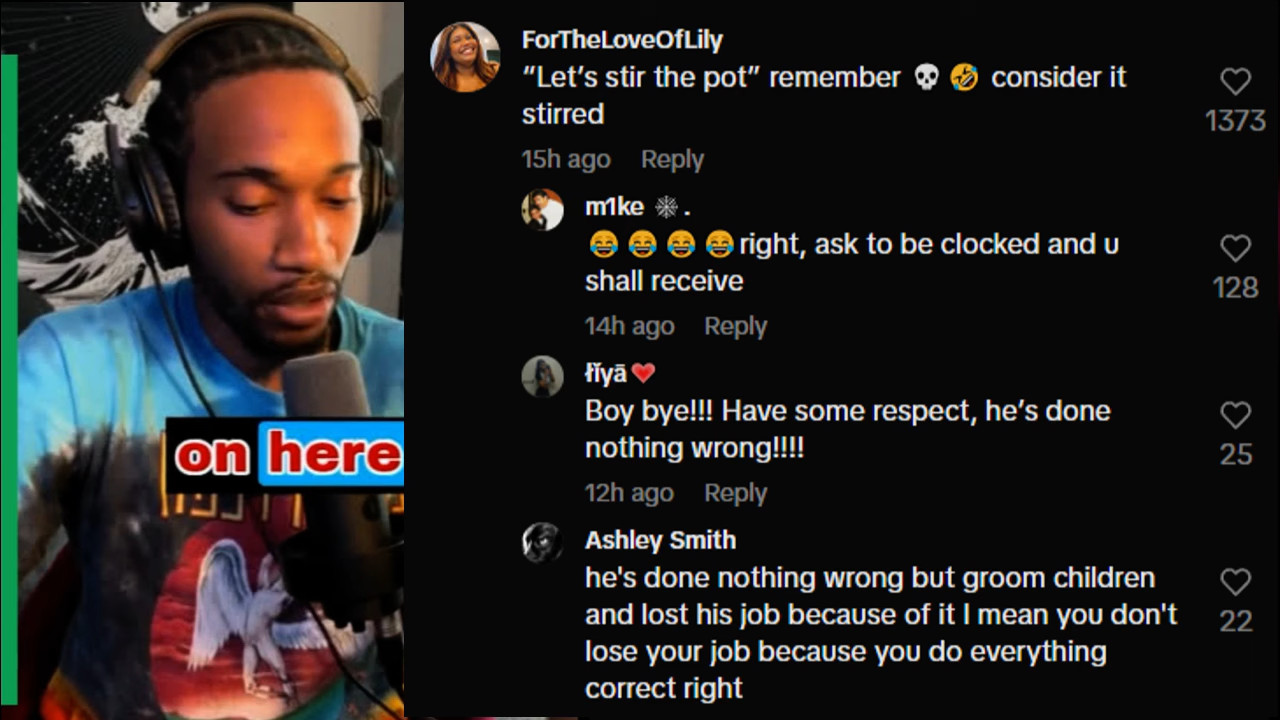 on here
ForTheLoveOfLily
“Let’s stir the pot” remember 💀 🤣 consider it
stirred
1373
15h ago Reply
m1ke ❄ .
😂 😂 😂 😂 right, ask to be clocked and u
shall receive
128
14h ago Reply
łīyā❤️
Boy bye!!! Have some respect, he’s done
nothing wrong!!!!
25
12h ago Reply
Ashley Smith
he's done nothing wrong but groom children
and lost his job because of it I mean you don't
lose your job because you do everything
correct right
22